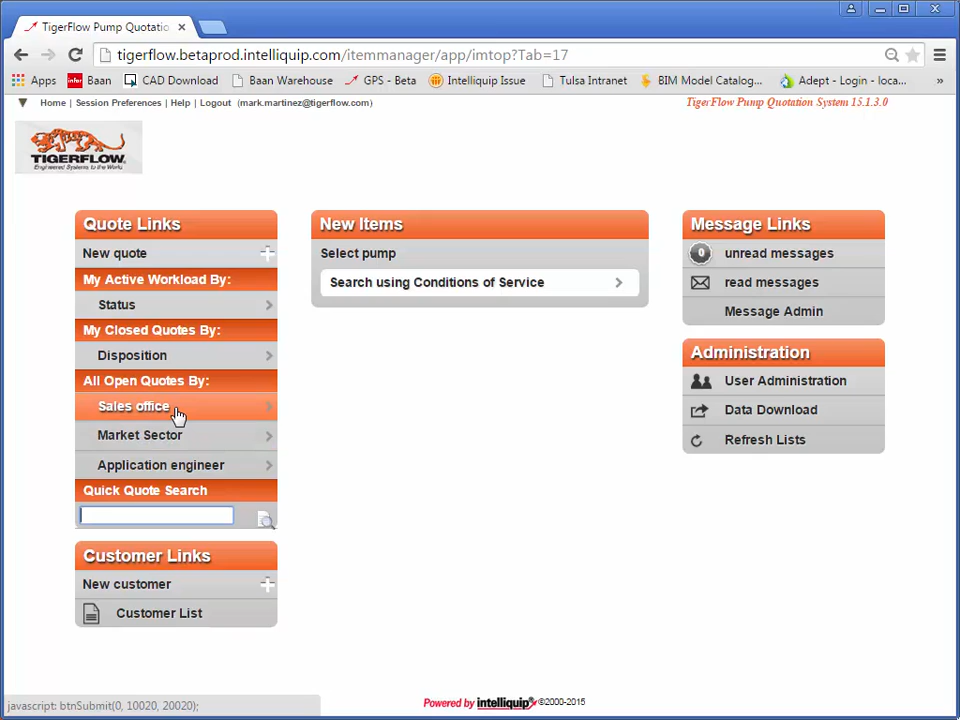 TigerFlow Pump Quotatio
tigerflow.betaprod.intelliquip.com/itemmanager/app/imtop?Tab=17
Apps
infor Baan
CAD Download
Baan Warehouse
GPS - Beta
Intelliquip Issue
Tulsa Intranet
BIM Model Catalog...
Adept - Login - loca...
»
Home | Session Preferences | Help | Logout (mark.martinez@tigerflow.com)
TigerFlow Pump Quotation System 15.1.3.0
TIGERFLOW
Engineered Systems to the World
Quote Links
New quote
My Active Workload By:
Status
My Closed Quotes By:
Disposition
All Open Quotes By:
Sales office
Market Sector
Application engineer
Quick Quote Search
Customer Links
New customer
Customer List
New Items
Select pump
Search using Conditions of Service
Message Links
0 unread messages
read messages
Message Admin
Administration
User Administration
Data Download
Refresh Lists
javascript: btnSubmit(0, 10020, 20020);
Powered by intelliquip ©2000-2015